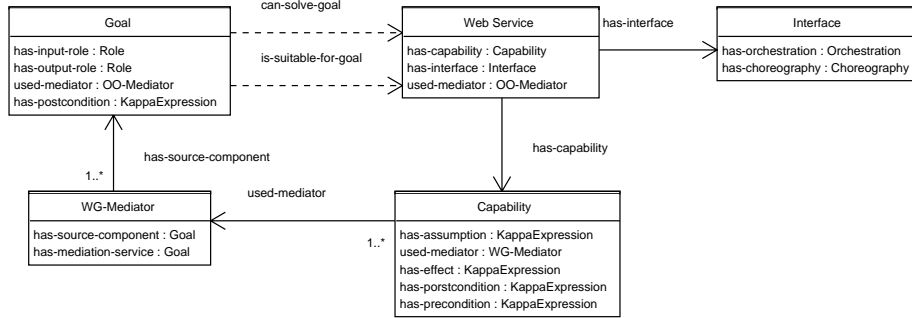 can-solve-goal
Goal
has-input-role : Role
has-output-role : Role
used-mediator : OO-Mediator
has-postcondition : KappaExpression
is-suitable-for-goal
Web Service
has-capability : Capability
has-interface : Interface
used-mediator : OO-Mediator
has-interface
Interface
has-orchestration : Orchestration
has-choreography : Choreography
has-source-component
1..*
has-capability
WG-Mediator
has-source-component : Goal
has-mediation-service : Goal
used-mediator
1..*
Capability
has-assumption : KappaExpression
used-mediator : WG-Mediator
has-effect : KappaExpression
has-postcondition : KappaExpression
has-precondition : KappaExpression